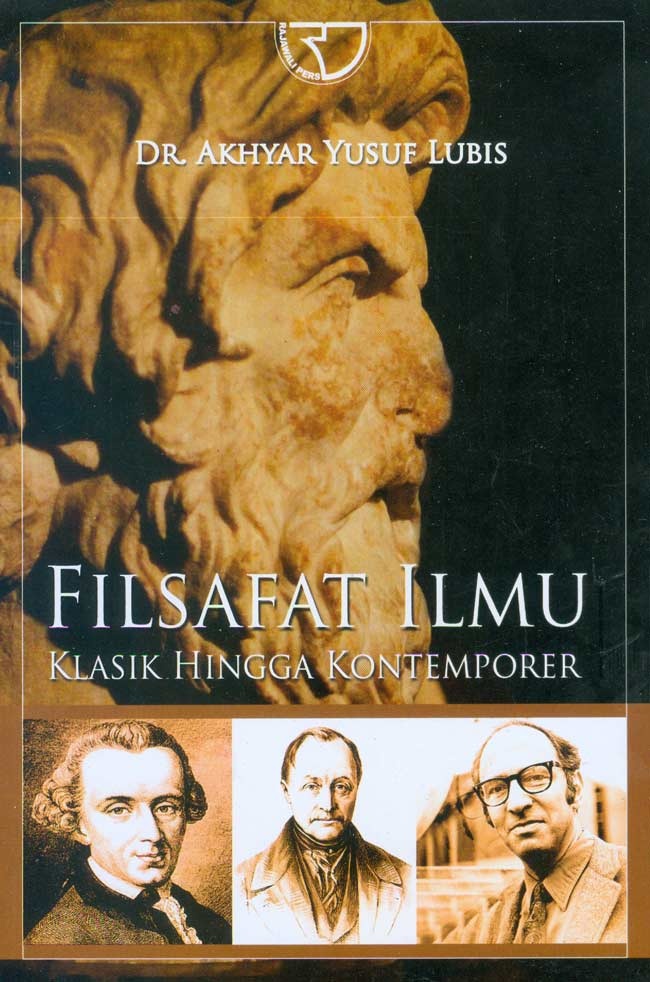 RAJAWALI PERS
DR. AKHYAR YUSUF LUBIS
FILSAFAT ILMU
KLASIK HINGGA KONTEMPORER